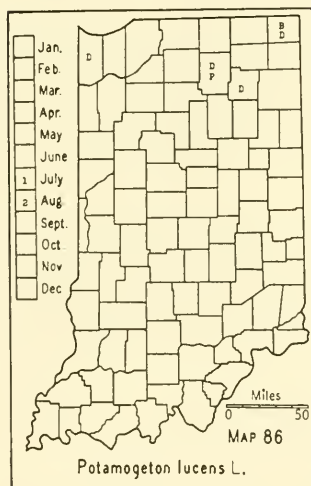 Jan.
Feb.
Mar.
Apr.
May
June
1 July
2 Aug.
Sept.
Oct.
Nov
Dec
B
D
D
D
P
D
Miles
0 50
MAP 86
Potamogeton lucens L.